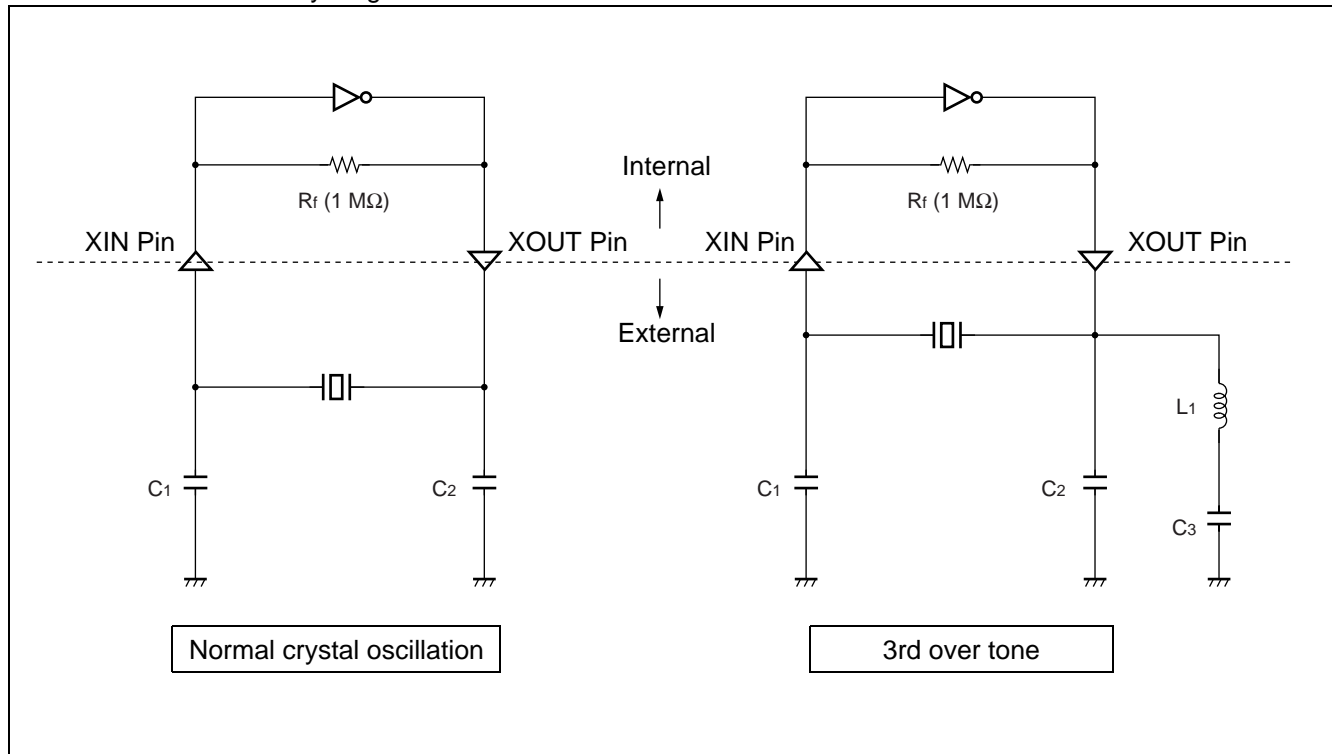 Rf (1 MΩ)
XIN Pin
XOUT Pin
C1
C2
Normal crystal oscillation
Internal
External
Rf (1 MΩ)
XIN Pin
XOUT Pin
C1
C2
L1
C3
3rd over tone